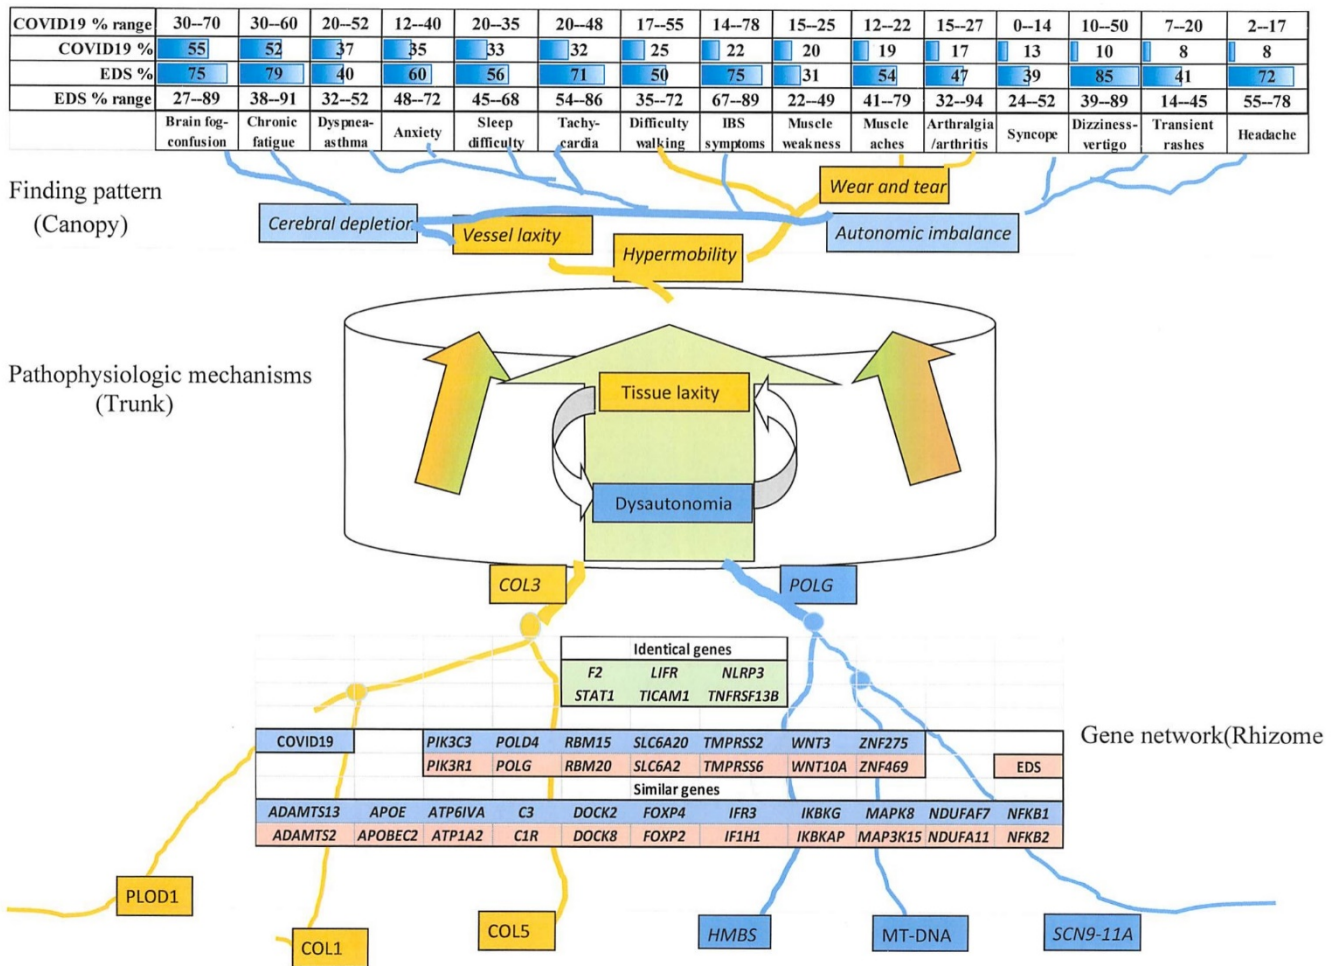 COVID19 % range 30--70 30--60 20--52 12--40 20--35 20--48 17--55 14--78 15--25 12--22 15--27 0--14 10--50 7--20 2--17
COVID19 % 55 52 37 35 33 32 25 22 20 19 17 13 10 8 8
EDS % 75 79 40 60 56 71 50 75 31 54 47 39 85 41 72
EDS % range 27--89 38--91 32--52 48--72 45--68 54--86 35--72 67--89 22--49 41--79 32--94 24--52 39--89 14--45 55--78
Brain fog- Chronic Dyspnea- Anxiety Sleep Tachy- Difficulty IBS Muscle Muscle Arthralgia Syncope Dizziness- Transient Headache
confusion fatigue asthma difficulty cardia walking symptoms weakness aches /arthritis vertigo rashes
Finding pattern
(Canopy)
Wear and tear
Cerebral depletion
Vessel laxity
Autonomic imbalance
Hypermobility
Pathophysiologic mechanisms
(Trunk)
Tissue laxity
Dysautonomia
COL3
POLG
Identical genes
F2 LIFR NLRP3
STAT1 TICAM1 TNFRSF13B
Gene network(Rhizome
COVID19 PIK3C3 POLD4 RBM15 SLC6A20 TMPRSS2 WNT3 ZNF275
PIK3R1 POLG RBM20 SLC6A2 TMPRSS6 WNT10A ZNF469 EDS
Similar genes
ADAMTS13 APOE ATP6IVA C3 DOCK2 FOXP4 IFR3 IKBKG MAPK8 NDUFAF7 NFKB1
ADAMTS2 APOBEC2 ATP1A2 C1R DOCK8 FOXP2 IF1H1 IKBKAP MAP3K15 NDUFA11 NFKB2
PLOD1
COL1
COL5
HMBS
MT-DNA
SCN9-11A